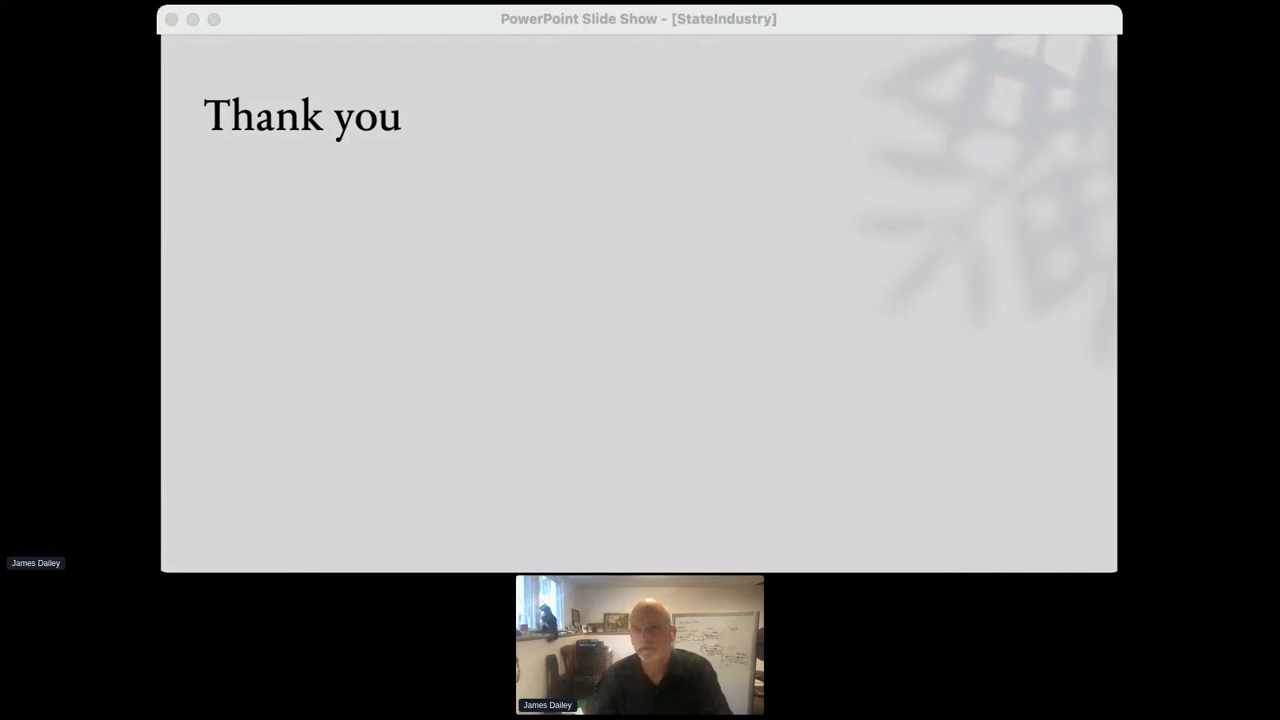 PowerPoint Slide Show - [StateIndustry]
Thank you
James Dailey
James Dailey